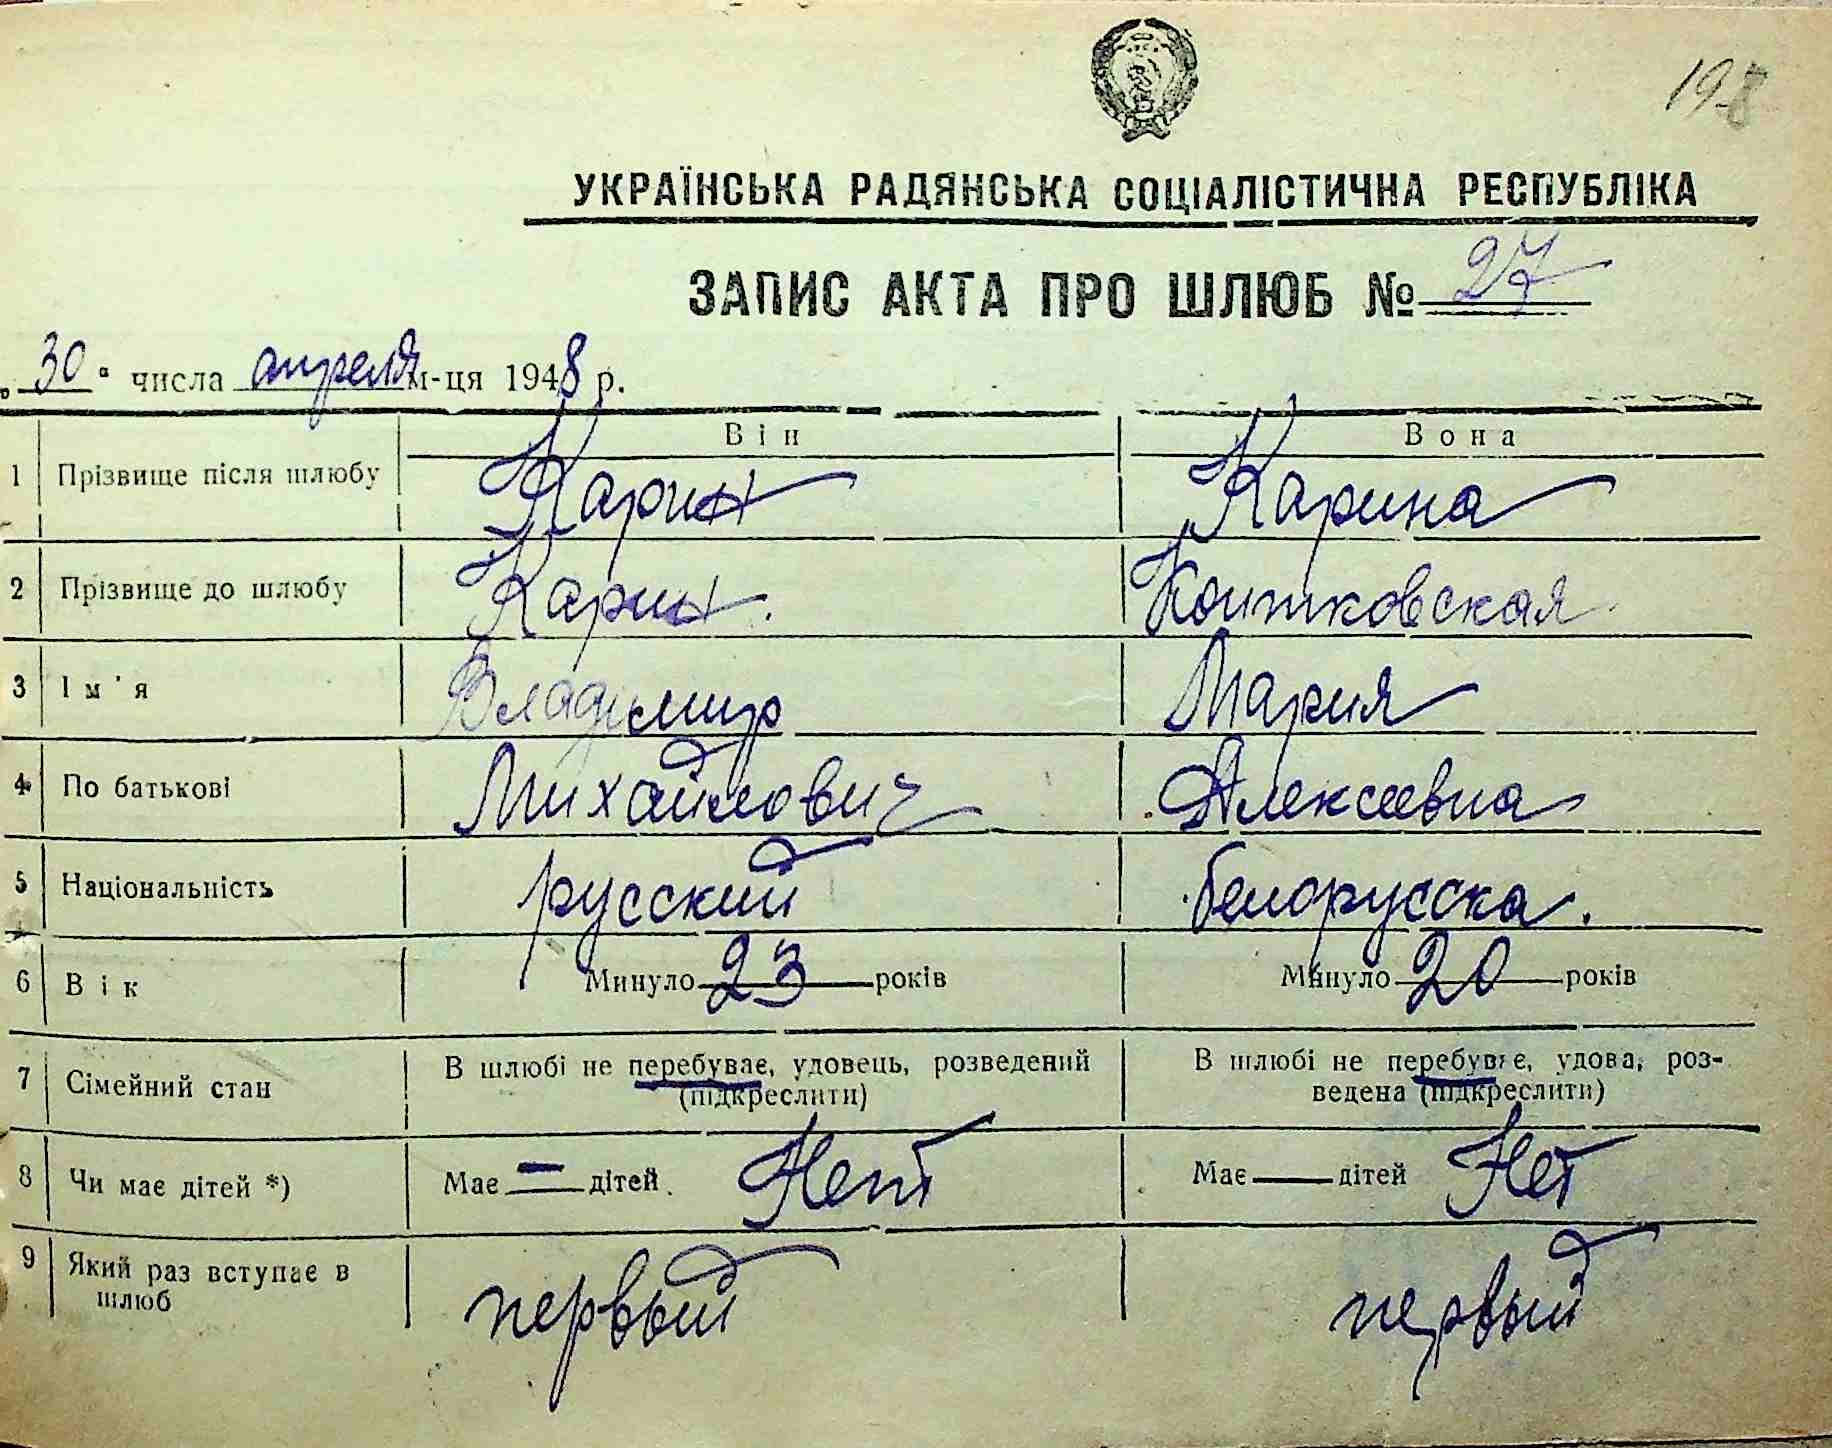 198
УКРАЇНСЬКА РАДЯНСЬКА СОЦІАЛІСТИЧНА РЕСПУБЛІКА
ЗАПИС АКТА ПРО ШЛЮБ № 27
„30“ числа апреля м-ця 1948 р.
Він Вона
1 Прізвище після шлюбу Карин Карина
2 Прізвище до шлюбу Карин. Контковская
3 Ім'я Владимир Мария
4 По батькові Михайлович Алексеевна
5 Національність русский белорусска.
6 Вік Минуло 23 років Минуло 20 років
7 Сімейний стан В шлюбі не перебуває, удовець, розведений (підкреслити) В шлюбі не перебуває, удова, роз-
ведена (підкреслити)
8 Чи має дітей *) Має — дітей. Нет Має — дітей Нет
9 Який раз вступає в шлюб первый первый